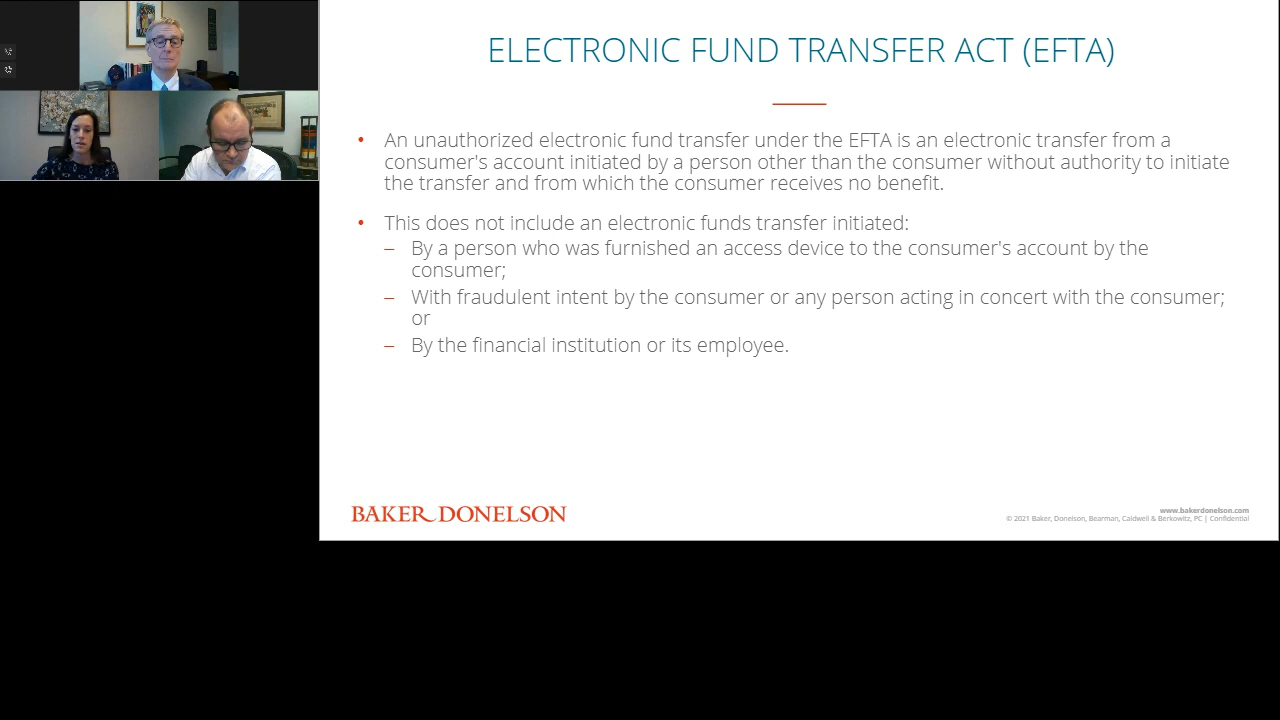 ELECTRONIC FUND TRANSFER ACT (EFTA)
• An unauthorized electronic fund transfer under the EFTA is an electronic transfer from a
consumer's account initiated by a person other than the consumer without authority to initiate
the transfer and from which the consumer receives no benefit.
• This does not include an electronic funds transfer initiated:
– By a person who was furnished an access device to the consumer's account by the
consumer;
– With fraudulent intent by the consumer or any person acting in concert with the consumer;
or
– By the financial institution or its employee.
BAKER DONELSON
www.bakerdonelson.com
© 2021 Baker, Donelson, Bearman, Caldwell & Berkowitz, PC | Confidential